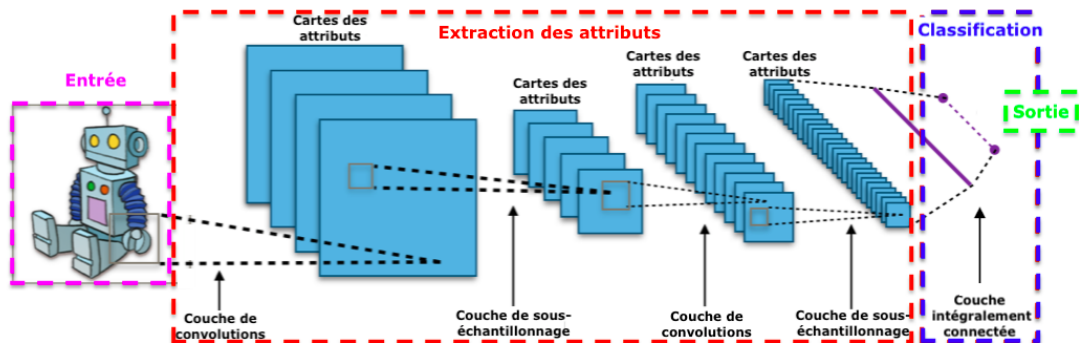 Extraction des attributs
Classification
Entrée
Sortie
Cartes des
attributs
Cartes des
attributs
Cartes des
attributs
Cartes des
attributs
Couche de
convolutions
Couche de sous-
échantillonnage
Couche de
convolutions
Couche de sous-
échantillonnage
Couche
intégralement
connectée